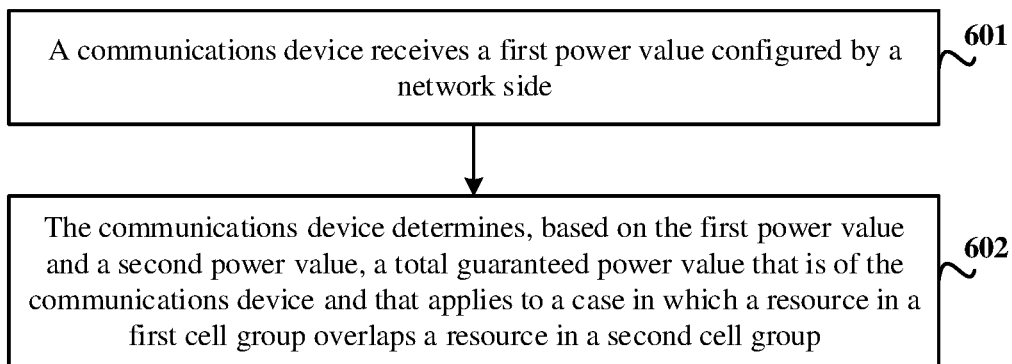 A communications device receives a first power value configured by a
network side
601
The communications device determines, based on the first power value
and a second power value, a total guaranteed power value that is of the
communications device and that applies to a case in which a resource in a
first cell group overlaps a resource in a second cell group
602